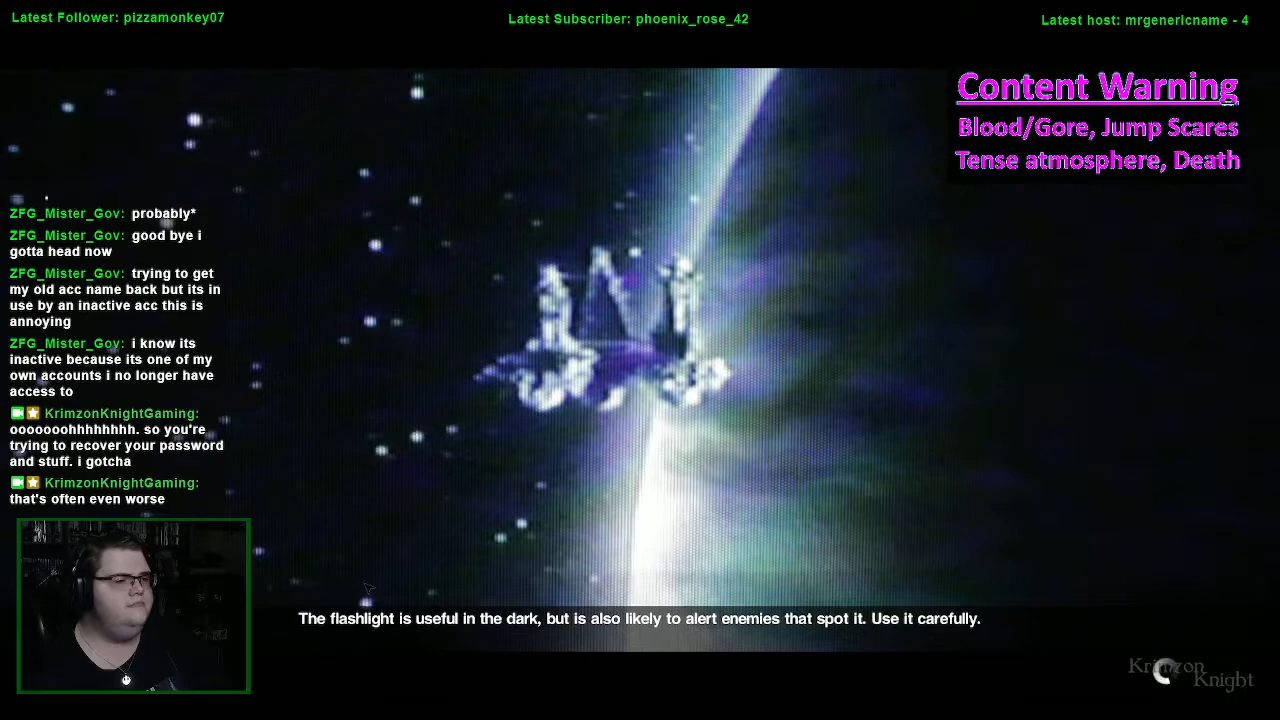 Latest Follower: pizzamonkey07
Latest Subscriber: phoenix_rose_42
Latest host: mrgenericname - 4
Content Warning
Blood/Gore, Jump Scares
Tense atmosphere, Death
ZFG_Mister_Gov: probably*
ZFG_Mister_Gov: good bye i
gotta head now
ZFG_Mister_Gov: trying to get
my old acc name back but its in
use by an inactive acc this is
annoying
ZFG_Mister_Gov: i know its
inactive because its one of my
own accounts i no longer have
access to
KrimzonKnightGaming:
ooooooohhhhhhhh. so you're
trying to recover your password
and stuff. i gotcha
KrimzonKnightGaming:
that's often even worse
The flashlight is useful in the dark, but is also likely to alert enemies that spot it. Use it carefully.
Krimzon
Knight